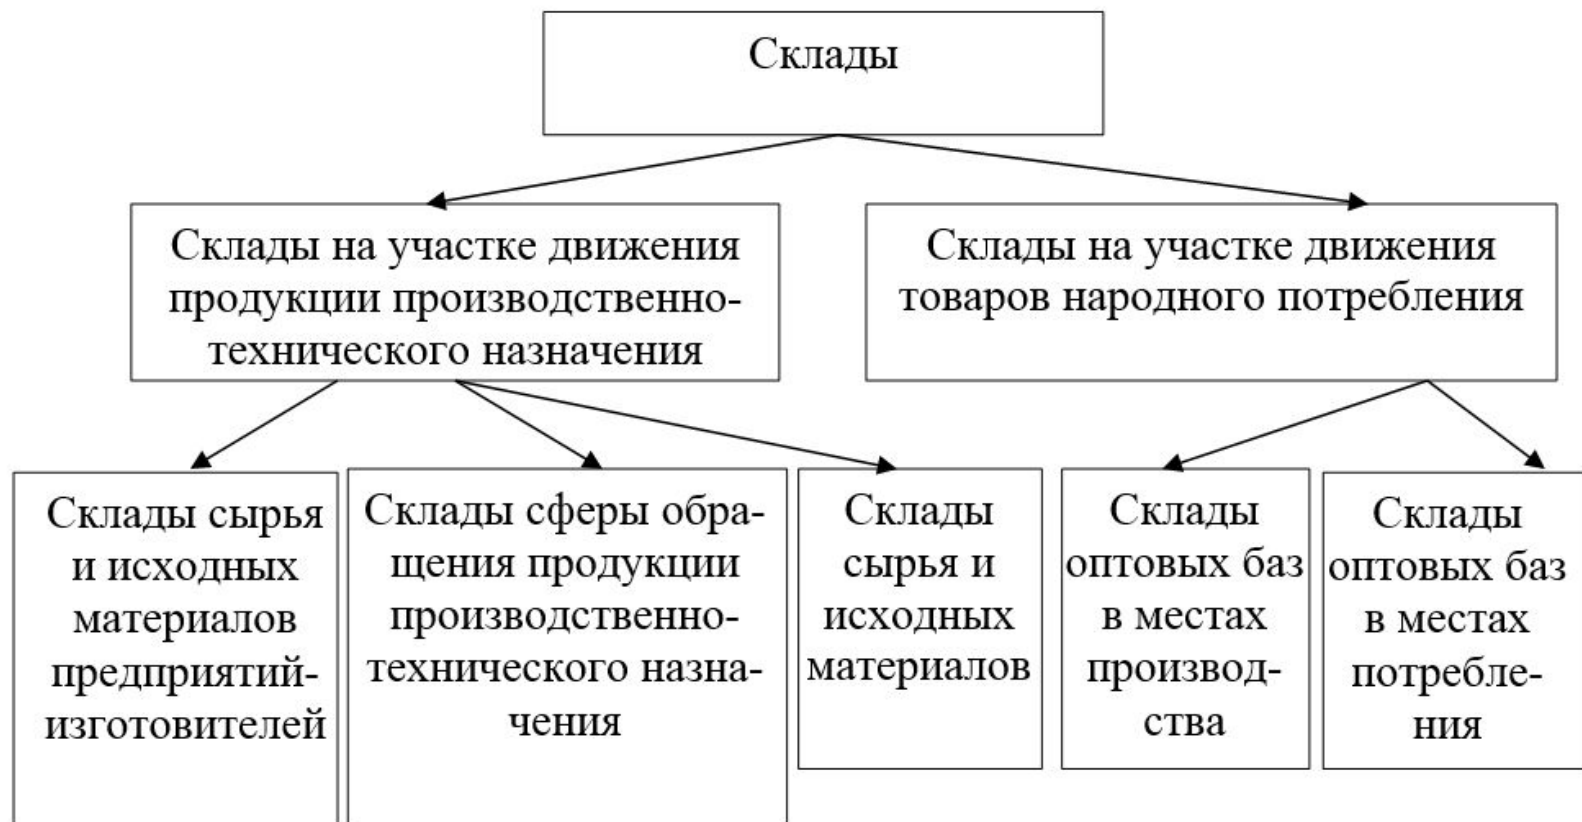 Склады
Склады на участке движения
продукции производственно-
технического назначения
Склады на участке движения
товаров народного потребления
Склады сырья
и исходных
материалов
предприятий-
изготовителей
Склады сферы обра-
щения продукции
производственно-
технического назна-
чения
Склады
сырья и
исходных
материалов
Склады
оптовых баз
в местах
производ-
ства
Склады
оптовых баз
в местах
потребле-
ния